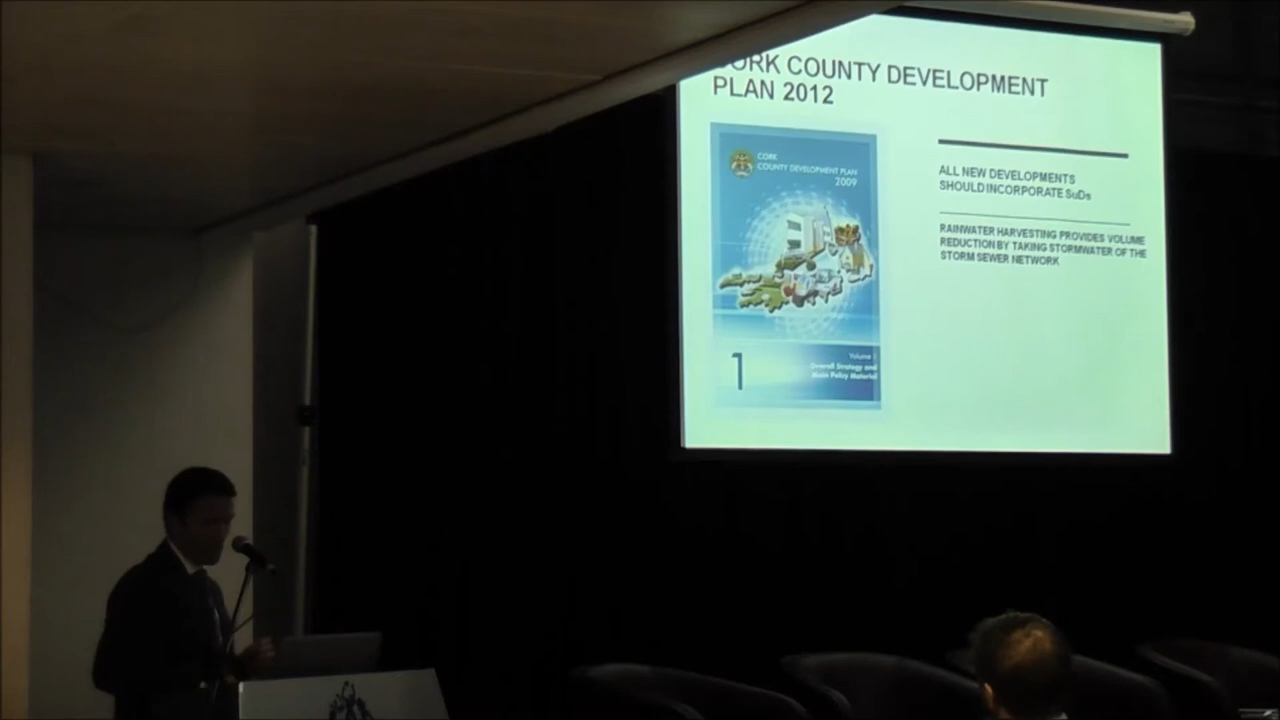 CORK COUNTY DEVELOPMENT
PLAN 2012
CORK
COUNTY DEVELOPMENT PLAN
2009
1
Volume 1
Overall Strategy and
Main Policy Material
ALL NEW DEVELOPMENTS
SHOULD INCORPORATE SuDs
RAINWATER HARVESTING PROVIDES VOLUME
REDUCTION BY TAKING STORMWATER OF THE
STORM SEWER NETWORK